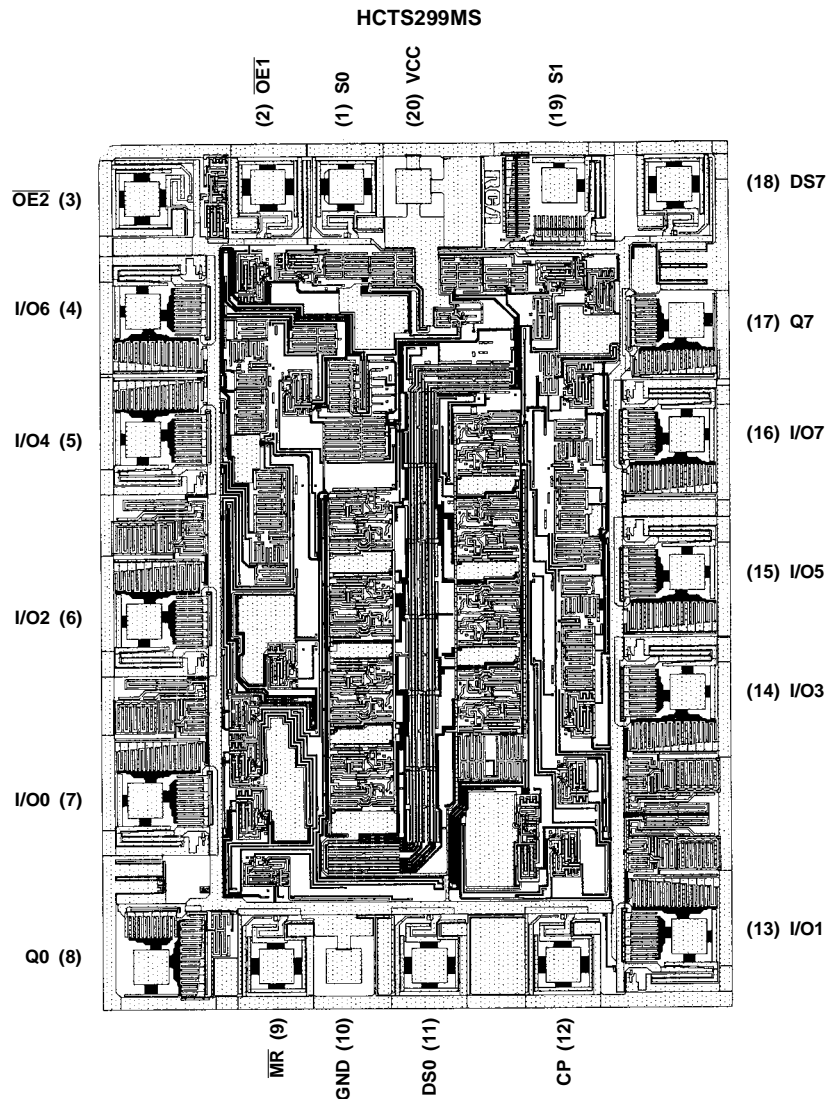 HCTS299MS
(2) OE1
(1) S0
(20) VCC
(19) S1
OE2 (3)
(18) DS7
RCA
I/O6 (4)
(17) Q7
I/O4 (5)
(16) I/O7
(15) I/O5
I/O2 (6)
(14) I/O3
I/O0 (7)
(13) I/O1
Q0 (8)
MR (9)
GND (10)
DS0 (11)
CP (12)